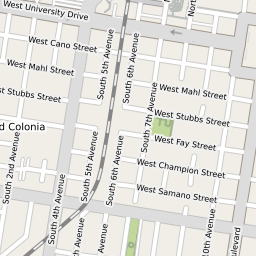 West University Drive
North
West Cano Street
South 5th Avenue
South 6th Avenue
West Mahl Street
West Mahl Street
West Stubbs Street
South 7th Avenue
West Stubbs Street
d Colonia
West Fay Street
South 2nd Avenue
South 4th Avenue
South 5th Avenue
South 6th Avenue
West Champion Street
West Samano Street
10th Avenue
oulevard